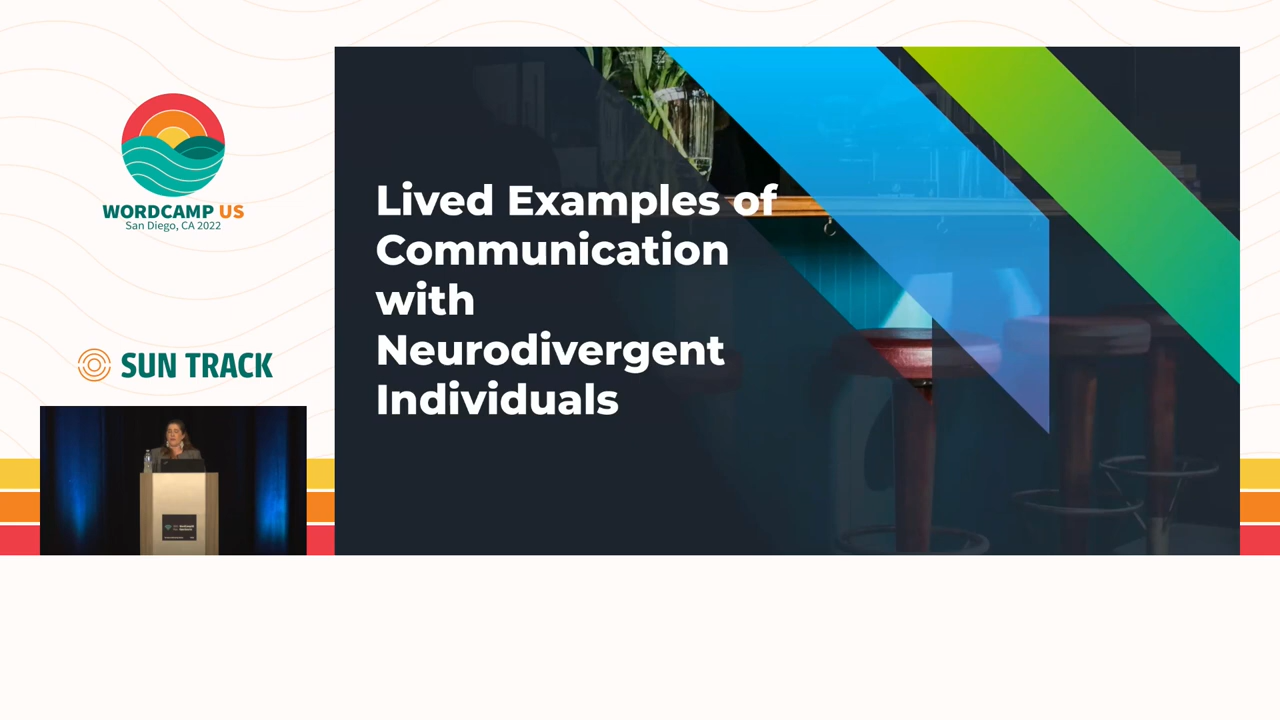 WORDCAMP US
San Diego, CA 2022
SUN TRACK
Lived Examples of
Communication
with
Neurodivergent
Individuals